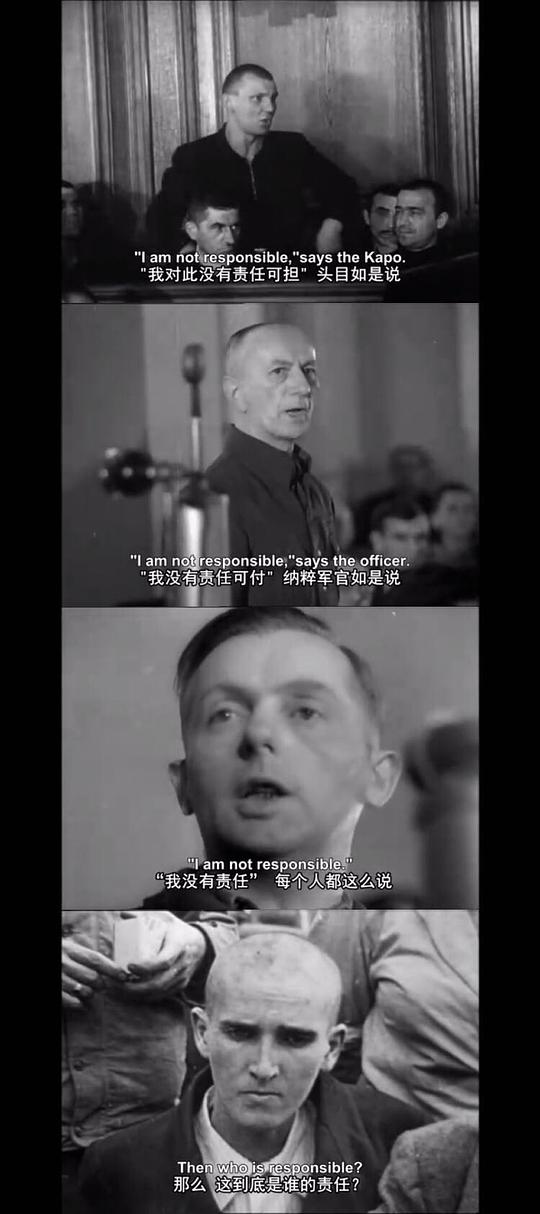 "I am not responsible,"says the Kapo.
"我对此没有责任可担" 头目如是说
"I am not responsible,"says the officer.
"我没有责任可付" 纳粹军官如是说
"I am not responsible."
“我没有责任” 每个人都这么说
Then who is responsible?
那么 这到底是谁的责任？